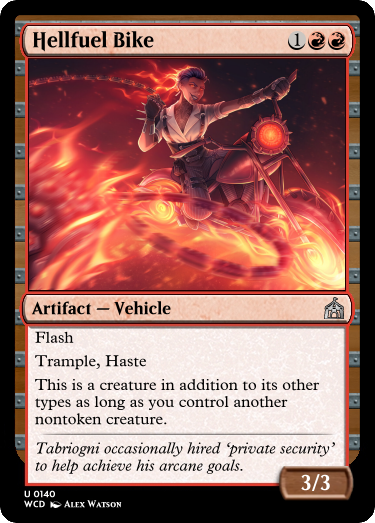 Hellfuel Bike 1
Artifact — Vehicle
Flash
Trample, Haste
This is a creature in addition to its other
types as long as you control another
nontoken creature.
Tabriogni occasionally hired ‘private security’
to help achieve his arcane goals.
3/3
U 0140
WCD Alex Watson